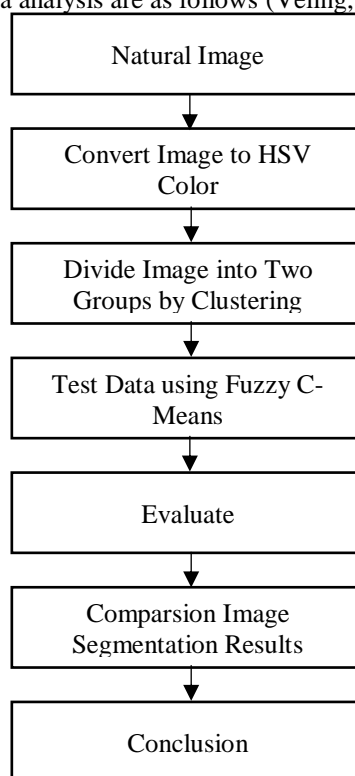 a analysis are as follows (Veling,
Natural Image
Convert Image to HSV
Color
Divide Image into Two
Groups by Clustering
Test Data using Fuzzy C-
Means
Evaluate
Comparsion Image
Segmentation Results
Conclusion